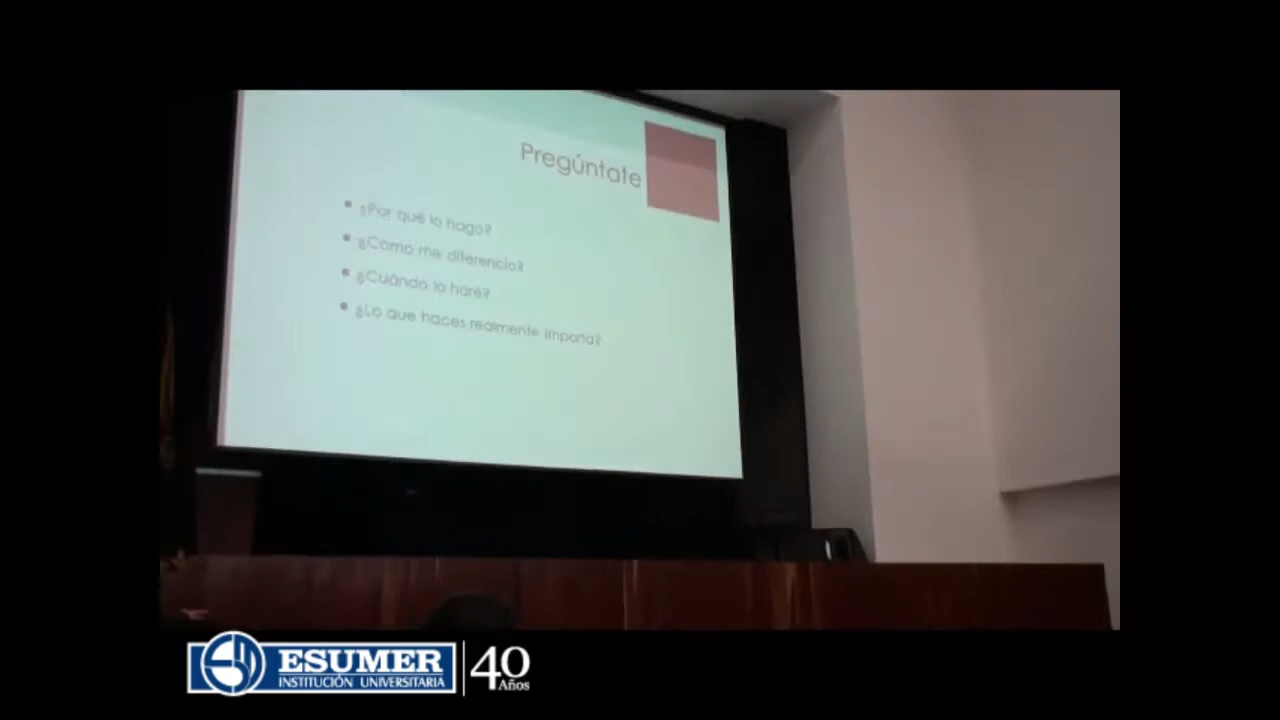 Pregúntate
• ¿Por qué lo hago?
• ¿Cómo me diferencio?
• ¿Cuándo lo haré?
• ¿Lo que haces realmente importa?
ESUMER
INSTITUCIÓN UNIVERSITARIA
40
Años